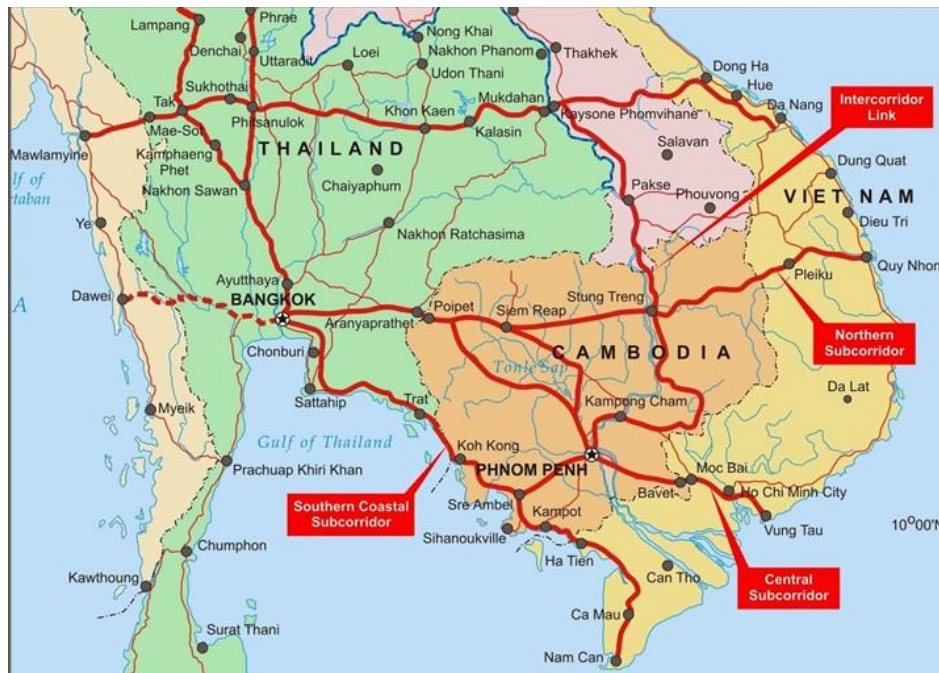 Lampang
Phrae
Denchai
Uttaradit
Loei
Nong Khai
Nakhon Phanom
Udon Thani
Thakhek
Sukhothai
Tak
Mae-Sot
Phitsanulok
Khon Kaen
Kalasin
Mukdahan
Kaysone Phomvihane
Dong Ha
Hue
Da Nang
Intercorridor
Link
Mawlamyine
Kamphaeng
Phet
THAILAND
Chaiyaphum
Nakhon Sawan
Salavan
Pakse
Phouvong
Dung Quat
VIET NAM
Dieu Tri
Gulf of
Ye
Nakhon Ratchasima
Ayutthaya
Dawei
BANGKOK
Aranyaprathet
Poipet
Siem Reap
Stung Treng
Pleiku
Quy Nhon
A
Northern
Subcorridor
Chonburi
CAMBODIA
Tonle Sap
Sattahip
Trat
Kampong Cham
Da Lat
Myeik
Gulf of Thailand
Prachuap Khiri Khan
Koh Kong
PHNOM PENH
Moc Bai
Bavet
Ho Chi Minh City
Southern Coastal
Subcorridor
Sre Ambel
Kampot
Sihanoukville
Vung Tau
10°00'N
Chumphon
Ha Tien
Can Tho
Central
Subcorridor
Kawthoung
Ca Mau
Surat Thani
Nam Can